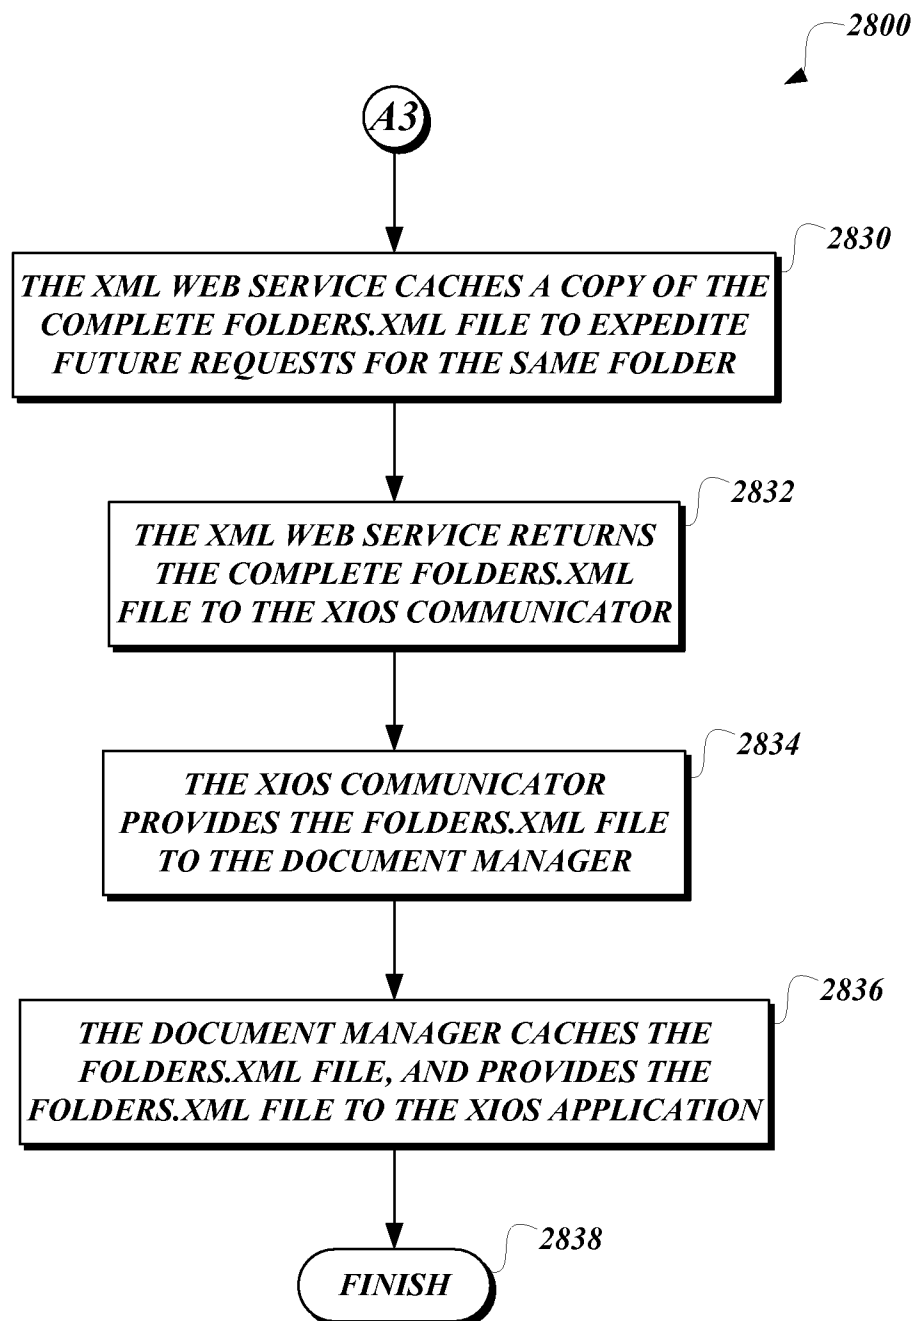 2800
A3
2830
THE XML WEB SERVICE CACHES A COPY OF THE
COMPLETE FOLDERS.XML FILE TO EXPEDITE
FUTURE REQUESTS FOR THE SAME FOLDER
2832
THE XML WEB SERVICE RETURNS
THE COMPLETE FOLDERS.XML
FILE TO THE XIOS COMMUNICATOR
2834
THE XIOS COMMUNICATOR
PROVIDES THE FOLDERS.XML FILE
TO THE DOCUMENT MANAGER
2836
THE DOCUMENT MANAGER CACHES THE
FOLDERS.XML FILE, AND PROVIDES THE
FOLDERS.XML FILE TO THE XIOS APPLICATION
2838
FINISH